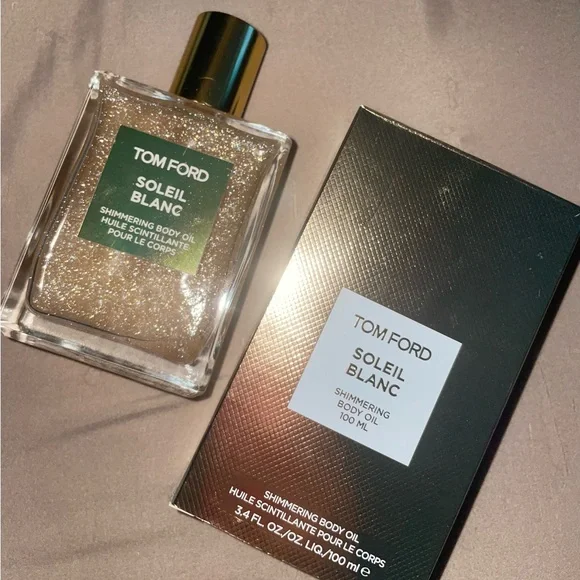 TOM FORD
SOLEIL
BLANC
SHIMMERING BODY OIL
HUILE SCINTILLANTE
POUR LE CORPS
TOM FORD
SOLEIL
BLANC
SHIMMERING
BODY OIL
100 ML
SHIMMERING BODY OIL
HUILE SCINTILLANTE POUR LE CORPS
3.4 FL. OZ./OZ. LIQ/100 ml e